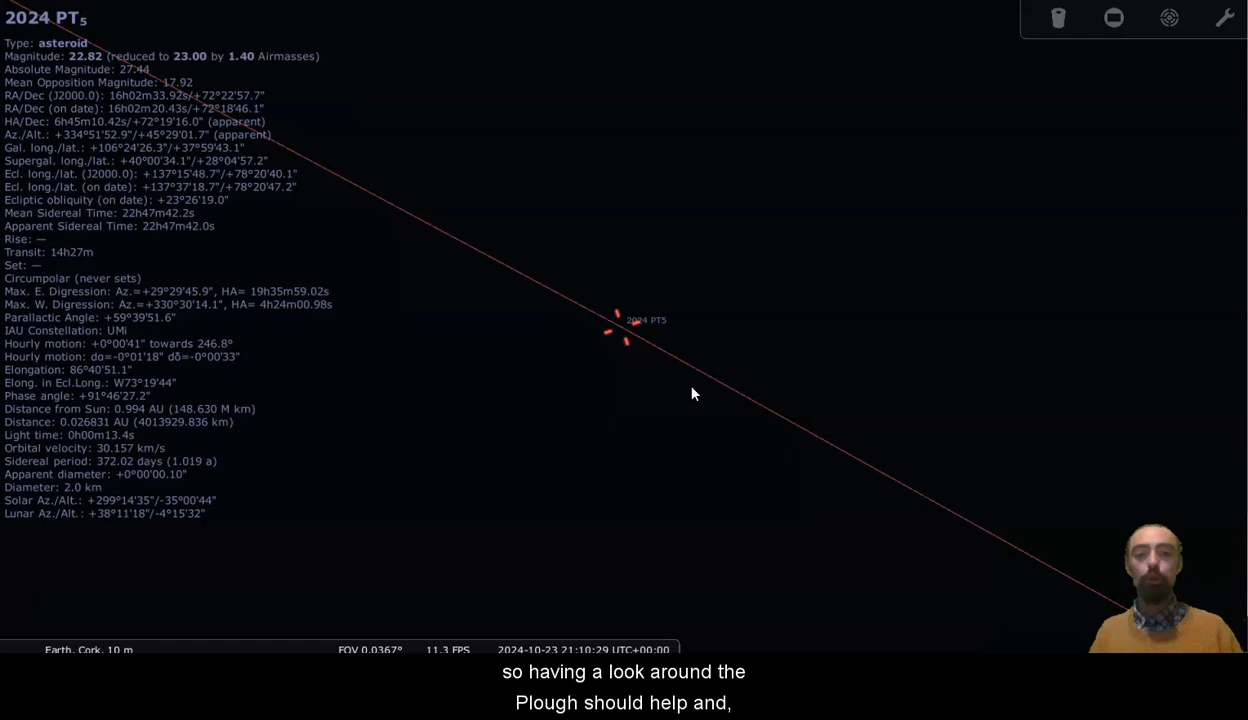 2024 PT₅
Type: asteroid
Magnitude: 22.82 (reduced to 23.00 by 1.40 Airmasses)
Absolute Magnitude: 27.44
Mean Opposition Magnitude: 17.92
RA/Dec (J2000.0): 16h02m33.92s/+72°22'57.7"
RA/Dec (on date): 16h02m20.43s/+72°18'46.1"
HA/Dec: 6h45m10.42s/+72°19'16.0" (apparent)
Az./Alt.: +334°51'52.9"/+45°29'01.7" (apparent)
Gal. long./lat.: +106°24'26.3"/+37°59'43.1"
Supergal. long./lat.: +40°00'34.1"/+28°04'57.2"
Ecl. long./lat. (J2000.0): +137°15'48.7"/+78°20'40.1"
Ecl. long./lat. (on date): +137°37'18.7"/+78°20'47.2"
Ecliptic obliquity (on date): +23°26'19.0"
Mean Sidereal Time: 22h47m42.2s
Apparent Sidereal Time: 22h47m42.0s
Rise: —
Transit: 14h27m
Set: —
Circumpolar (never sets)
Max. E. Digression: Az.=+29°29'45.9", HA= 19h35m59.02s
Max. W. Digression: Az.=+330°30'14.1", HA= 4h24m00.98s
Parallactic Angle: +59°39'51.6"
IAU Constellation: UMi
Hourly motion: +0°00'41" towards 246.8°
Hourly motion: dα=-0°01'18" dδ=-0°00'33"
Elongation: 86°40'51.1"
Elong. in Ecl.Long.: W73°19'44"
Phase angle: +91°46'27.2"
Distance from Sun: 0.994 AU (148.630 M km)
Distance: 0.026831 AU (4013929.836 km)
Light time: 0h00m13.4s
Orbital velocity: 30.157 km/s
Sidereal period: 372.02 days (1.019 a)
Apparent diameter: +0°00'00.10"
Diameter: 2.0 km
Solar Az./Alt.: +299°14'35"/-35°00'44"
Lunar Az./Alt.: +38°11'18"/-4°15'32"
2024 PT5
Earth, Cork, 10 m FOV 0.0367° 11.3 FPS 2024-10-23 21:10:29 UTC+00:00
so having a look around the
Plough should help and,